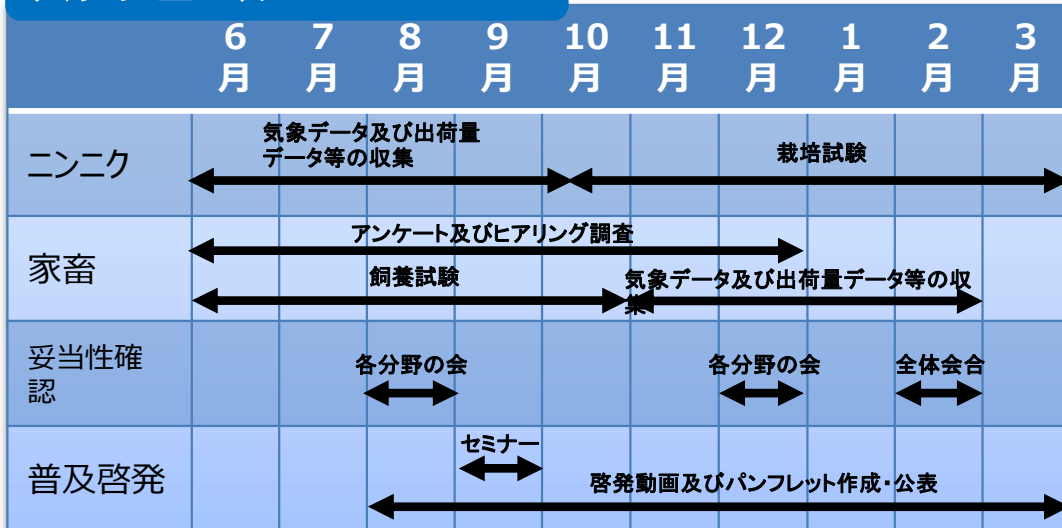 6 7 8 9 10 11 12 1 2 3
月 月 月 月 月 月 月 月 月 月
気象データ及び出荷量
データ等の収集
栽培試験
ニンニク
アンケート及びヒアリング調査
家畜
飼養試験
気象データ及び出荷量データ等の収
集
妥当性確
認
各分野の会
各分野の会
全体会合
セミナー
普及啓発
啓発動画及びパンフレット作成・公表